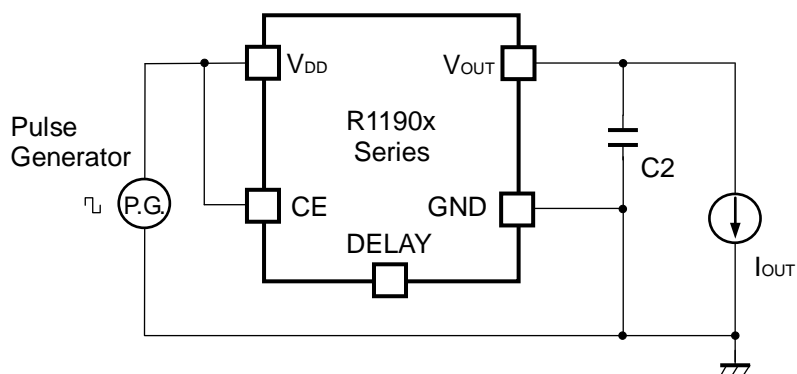 VDD
VOUT
R1190x
Series
Pulse
Generator
P.G.
CE
GND
C2
DELAY
IOUT